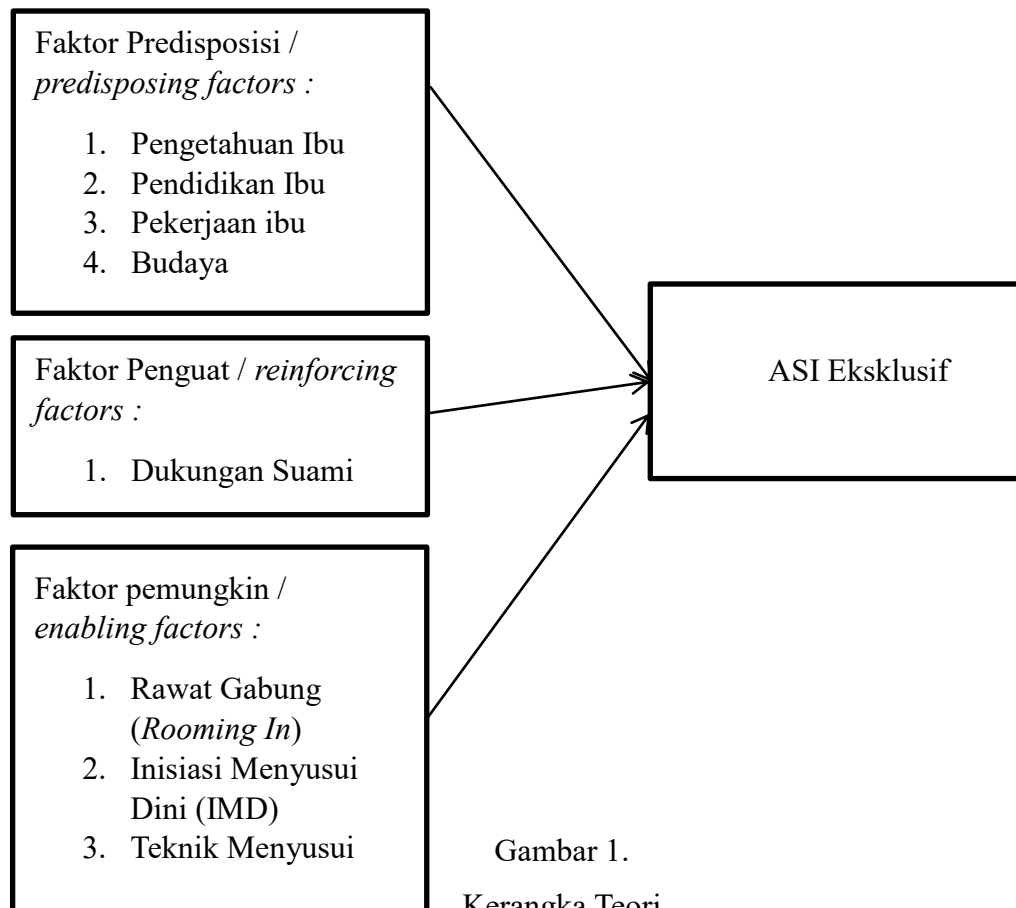 Faktor Predisposisi /
predisposing factors :
1. Pengetahuan Ibu
2. Pendidikan Ibu
3. Pekerjaan ibu
4. Budaya
Faktor Penguat / reinforcing
factors :
1. Dukungan Suami
Faktor pemungkin /
enabling factors :
1. Rawat Gabung
(Rooming In)
2. Inisiasi Menyusui
Dini (IMD)
3. Teknik Menyusui
ASI Eksklusif
Gambar 1.
Kerangka Teori